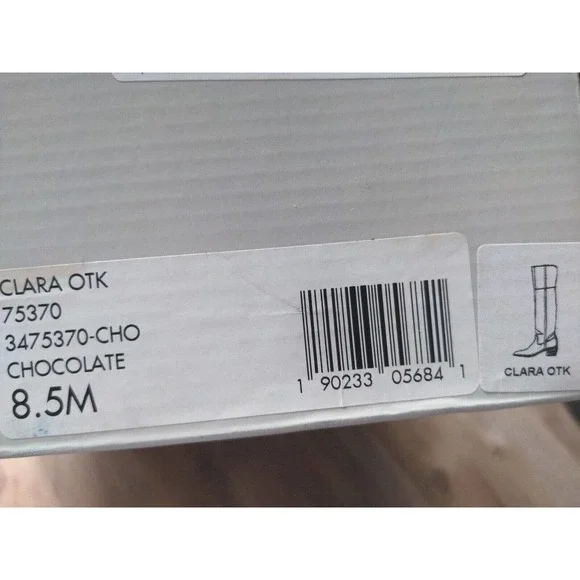 CLARA OTK
75370
3475370-CHO
CHOCOLATE
8.5M
1 90233 05684 1
CLARA OTK